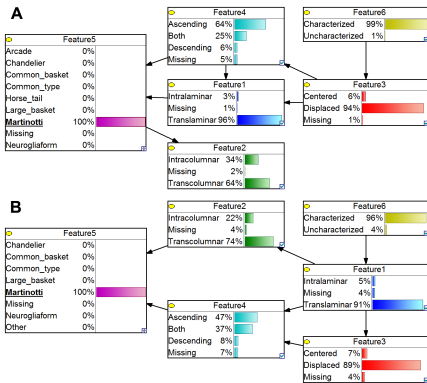 A
Feature5
Arcade 0%
Chandelier 0%
Common_basket 0%
Common_type 0%
Horse_tail 0%
Large_basket 0%
Martinotti 100%
Missing 0%
Neurogliaform 0%
Feature4
Ascending 64%
Both 25%
Descending 6%
Missing 5%
Feature6
Characterized 99%
Uncharacterized 1%
Feature1
Intralaminar 3%
Missing 1%
Translaminar 96%
Feature3
Centered 6%
Displaced 94%
Missing 1%
Feature2
Intracolumnar 34%
Missing 2%
Transcolumnar 64%
B
Feature5
Chandelier 0%
Common_basket 0%
Common_type 0%
Large_basket 0%
Martinotti 100%
Missing 0%
Neurogliaform 0%
Other 0%
Feature2
Intracolumnar 22%
Missing 4%
Transcolumnar 74%
Feature6
Characterized 96%
Uncharacterized 4%
Feature1
Intralaminar 5%
Missing 4%
Translaminar 91%
Feature4
Ascending 47%
Both 37%
Descending 8%
Missing 7%
Feature3
Centered 7%
Displaced 89%
Missing 4%